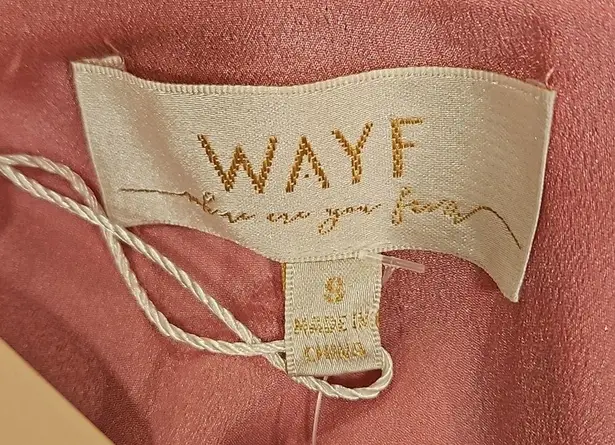 WAYF
where are you from
S
MADE IN
CHINA